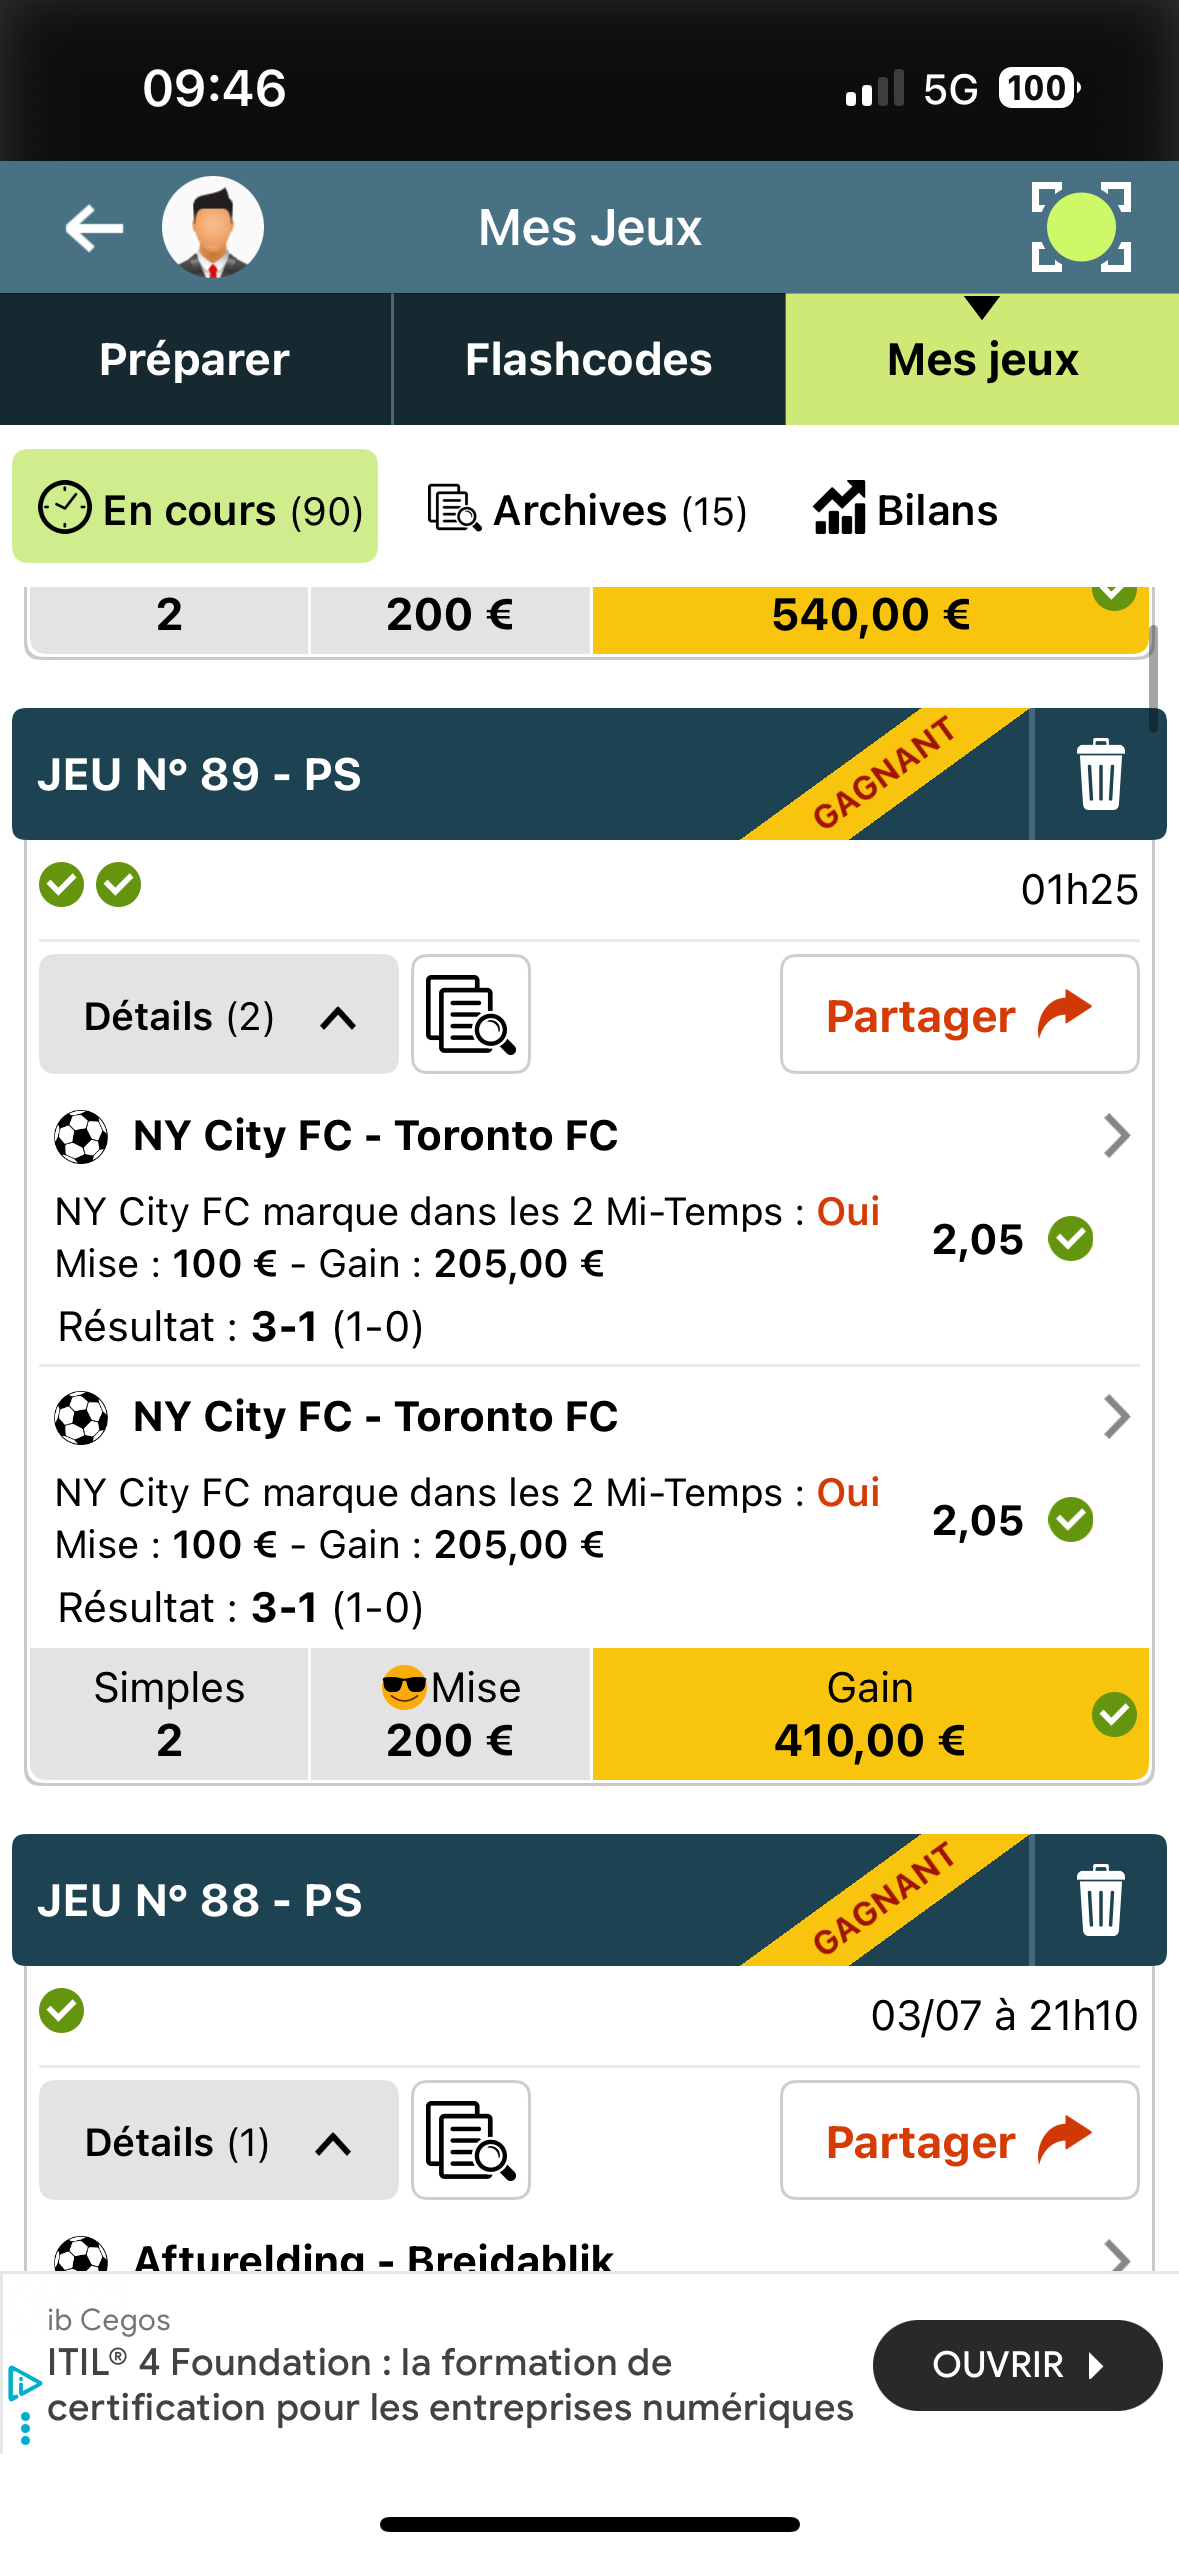 09:46
5G 100
Mes Jeux
Préparer
Flashcodes
Mes jeux
En cours (90)
Archives (15)
Bilans
2
200 €
540,00 €
JEU N° 89 - PS
GAGNANT
01h25
Détails (2)
Partager
NY City FC - Toronto FC
NY City FC marque dans les 2 Mi-Temps : Oui
2,05
Mise : 100 € - Gain : 205,00 €
Résultat : 3-1 (1-0)
NY City FC - Toronto FC
NY City FC marque dans les 2 Mi-Temps : Oui
2,05
Mise : 100 € - Gain : 205,00 €
Résultat : 3-1 (1-0)
Simples
2
Mise
200 €
Gain
410,00 €
JEU N° 88 - PS
GAGNANT
03/07 à 21h10
Détails (1)
Partager
Afturelding - Breidablik
ib Cegos
ITIL® 4 Foundation : la formation de
certification pour les entreprises numériques
OUVRIR